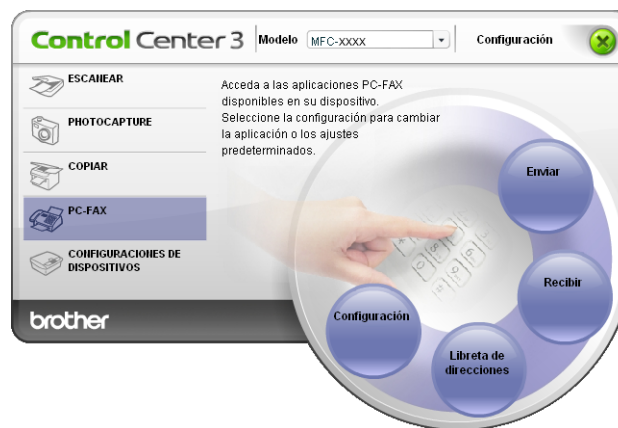 Control Center 3
Modelo
MFC-XXXX
Configuración
ESCANEAR
PHOTOCAPTURE
COPIAR
PC-FAX
CONFIGURACIONES DE
DISPOSITIVOS
Acceda a las aplicaciones PC-FAX
disponibles en su dispositivo.
Seleccione la configuración para cambiar
la aplicación o los ajustes
predeterminados.
Enviar
Recibir
Libreta de
direcciones
Configuración
brother